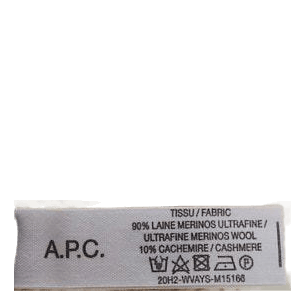 A.P.C.
TISSU / FABRIC
90% LAINE MERINOS ULTRAFINE /
ULTRAFINE MERINOS WOOL
10% CACHEMIRE / CASHMERE
20H2-WVAYS-M15166